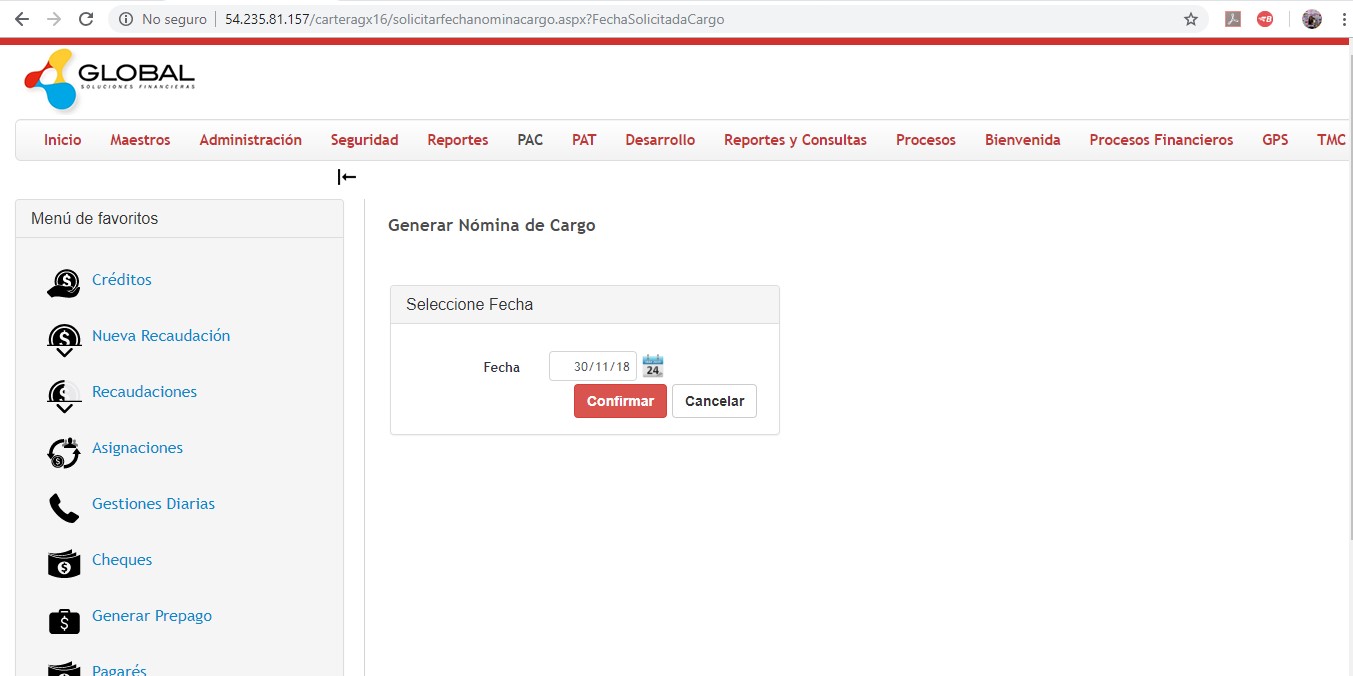 No seguro | 54.235.81.157/carteragx16/solicitarfechanominacargo.aspx?FechaSolicitadaCargo
GLOBAL
SOLUCIONES FINANCIERAS
Inicio Maestros Administración Seguridad Reportes PAC PAT Desarrollo Reportes y Consultas Procesos Bienvenida Procesos Financieros GPS TMC
Menú de favoritos
Créditos
Nueva Recaudación
Recaudaciones
Asignaciones
Gestiones Diarias
Cheques
Generar Prepago
Pagarés
Generar Nómina de Cargo
Seleccione Fecha
Fecha 30/11/18 24
Confirmar Cancelar